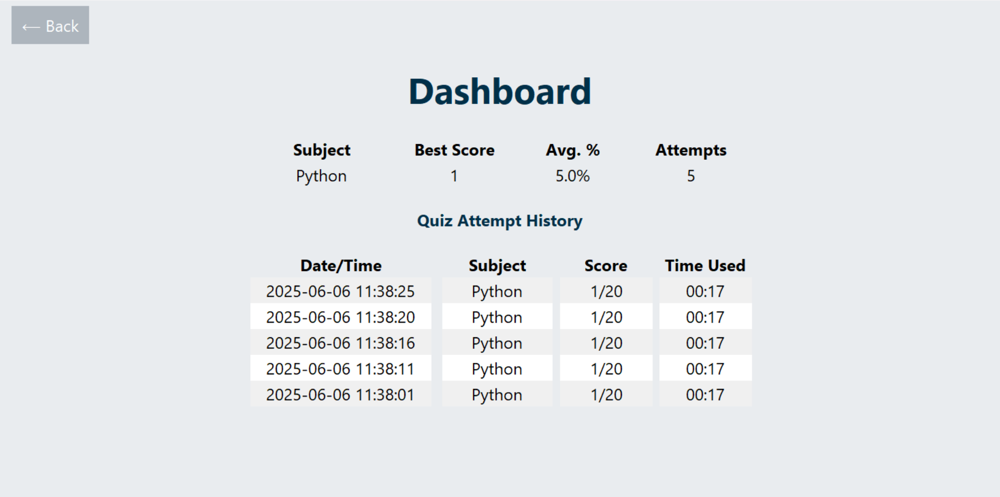 ⟵ Back
Dashboard
Subject Best Score Avg. % Attempts
Python 1 5.0% 5
Quiz Attempt History
Date/Time Subject Score Time Used
2025-06-06 11:38:25 Python 1/20 00:17
2025-06-06 11:38:20 Python 1/20 00:17
2025-06-06 11:38:16 Python 1/20 00:17
2025-06-06 11:38:11 Python 1/20 00:17
2025-06-06 11:38:01 Python 1/20 00:17